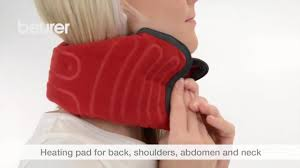 beurer
Heating pad for back, shoulders, abdomen and neck